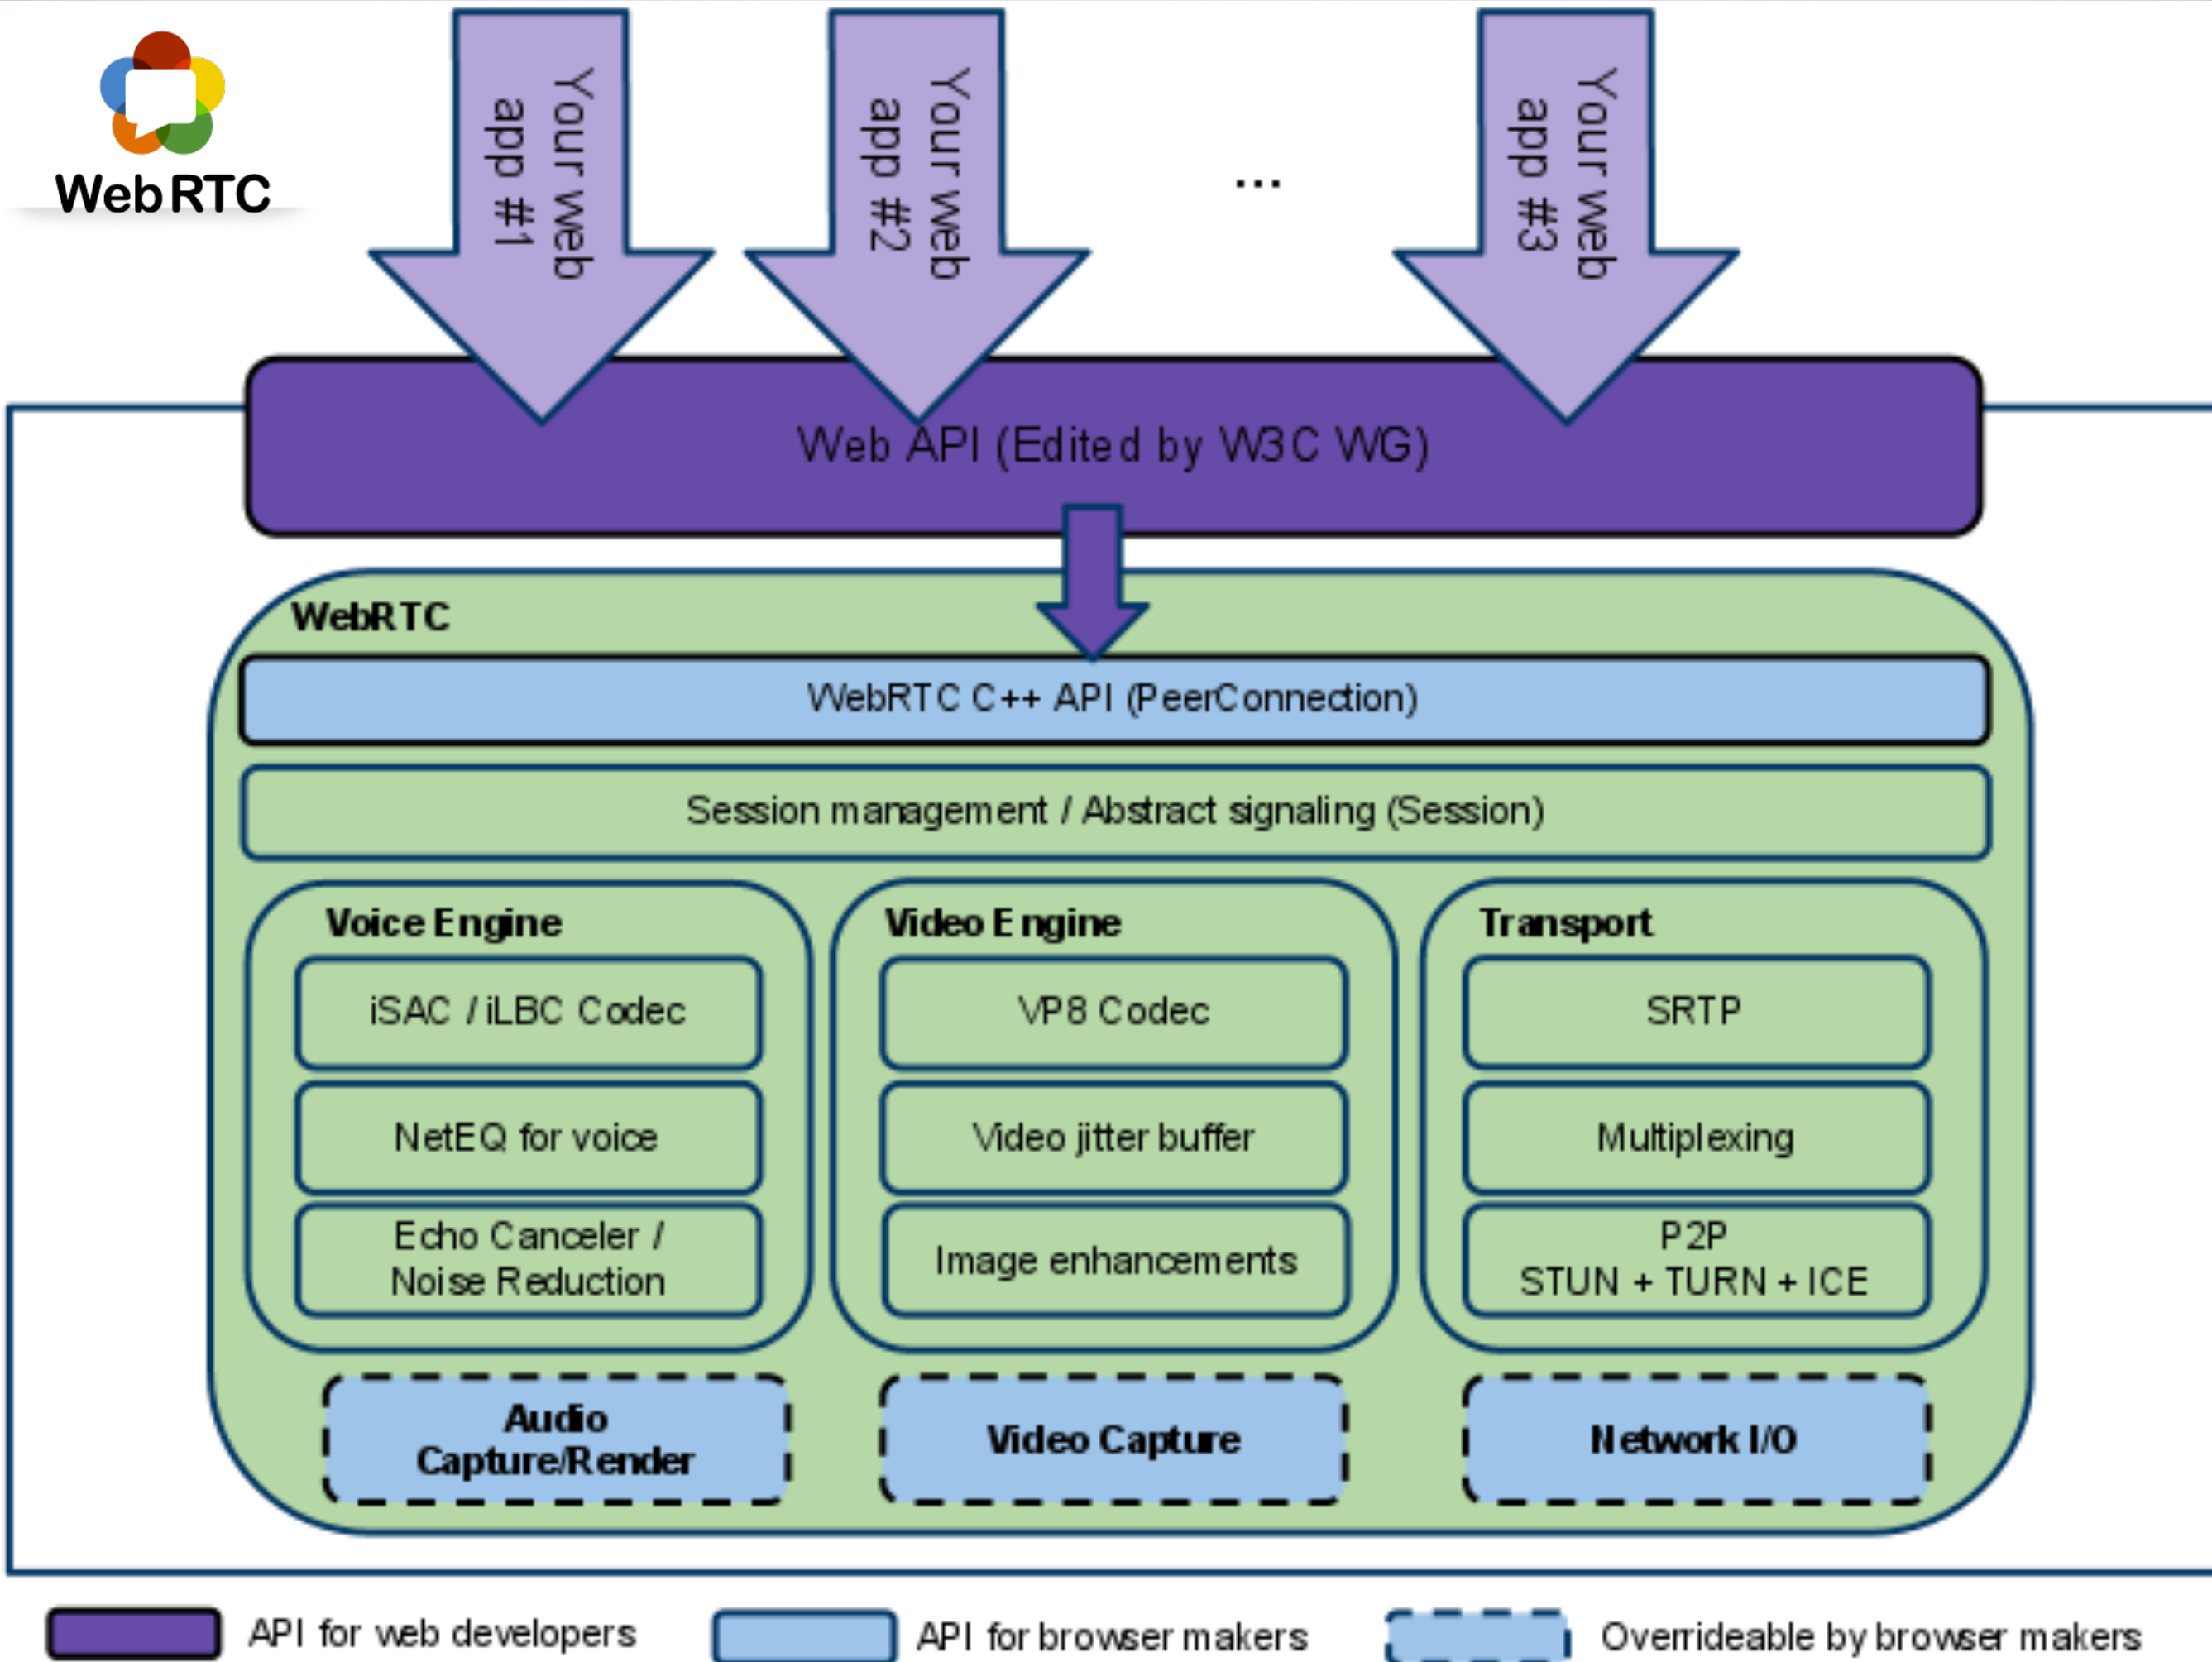 WebRTC
Your web
app #1
Your web
app #2
...
Your web
app #3
Web API (Edited by W3C WG)
WebRTC
WebRTC C++ API (PeerConnection)
Session management / Abstract signaling (Session)
Voice Engine
iSAC / iLBC Codec
NetEQ for voice
Echo Canceler /
Noise Reduction
Video Engine
VP8 Codec
Video jitter buffer
Image enhancements
Transport
SRTP
Multiplexing
P2P
STUN + TURN + ICE
Audio
Capture/Render
Video Capture
Network I/O
API for web developers
API for browser makers
Overrideable by browser makers